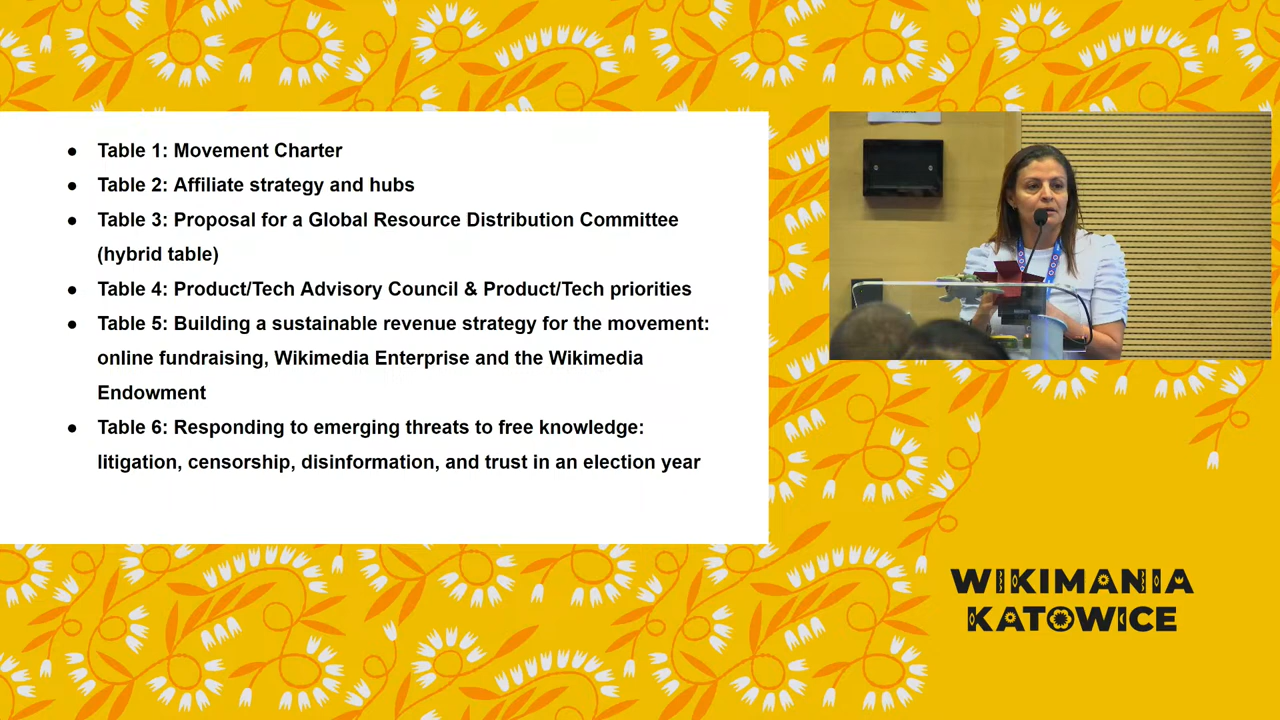 ● Table 1: Movement Charter
● Table 2: Affiliate strategy and hubs
● Table 3: Proposal for a Global Resource Distribution Committee
(hybrid table)
● Table 4: Product/Tech Advisory Council & Product/Tech priorities
● Table 5: Building a sustainable revenue strategy for the movement:
online fundraising, Wikimedia Enterprise and the Wikimedia
Endowment
● Table 6: Responding to emerging threats to free knowledge:
litigation, censorship, disinformation, and trust in an election year
WIKIMANIA
KATOWICE